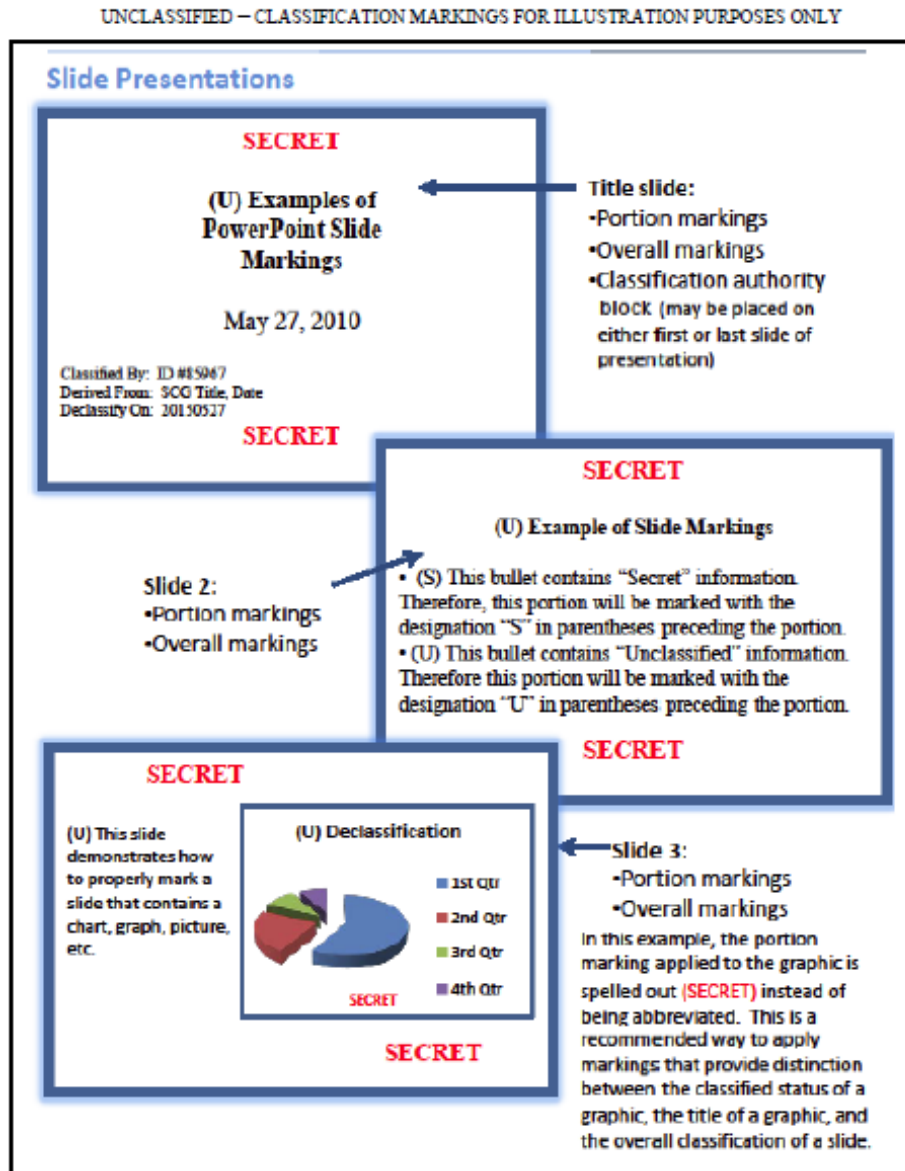 UNCLASSIFIED – CLASSIFICATION MARKINGS FOR ILLUSTRATION PURPOSES ONLY
Slide Presentations
SECRET
(U) Examples of
PowerPoint Slide
Markings
May 27, 2010
Classified By: ID #85967
Derived From: SCG Title, Date
Declassify On: 20150527
SECRET
Title slide:
•Portion markings
•Overall markings
•Classification authority
block (may be placed on
either first or last slide of
presentation)
SECRET
(U) Example of Slide Markings
• (S) This bullet contains “Secret” information.
Therefore, this portion will be marked with the
designation “S” in parentheses preceding the portion.
• (U) This bullet contains “Unclassified” information.
Therefore this portion will be marked with the
designation “U” in parentheses preceding the portion.
SECRET
Slide 2:
•Portion markings
•Overall markings
SECRET
(U) This slide
demonstrates how
to properly mark a
slide that contains a
chart, graph, picture,
etc.
(U) Declassification
1st Qtr
2nd Qtr
3rd Qtr
4th Qtr
SECRET
SECRET
Slide 3:
•Portion markings
•Overall markings
In this example, the portion
marking applied to the graphic is
spelled out (SECRET) instead of
being abbreviated. This is a
recommended way to apply
markings that provide distinction
between the classified status of a
graphic, the title of a graphic, and
the overall classification of a slide.